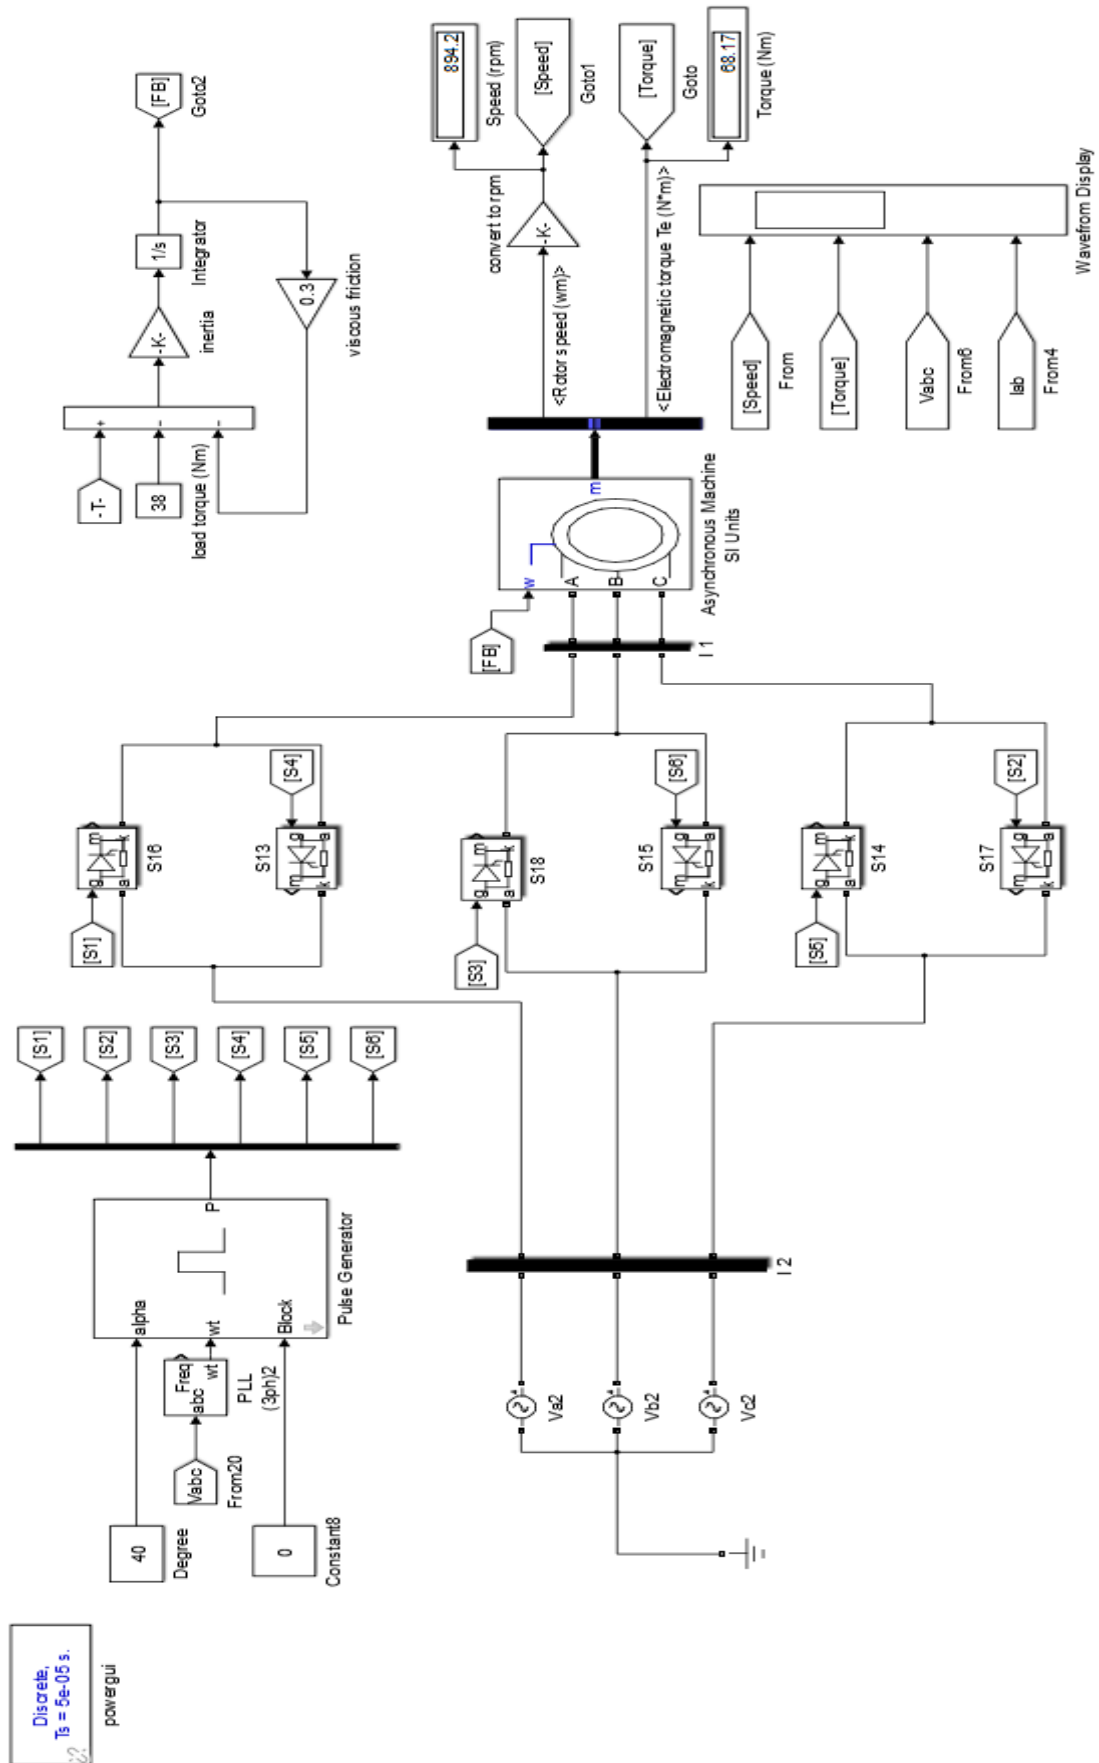 Discrete,
Ts = 5e-05 s.
powergui
40
Degree
Vabc
From20
0
Constant8
Freq
abc
wt
PLL
(3ph)2
alpha
wt
Block
P
Pulse Generator
[S1]
[S2]
[S3]
[S4]
[S5]
[S6]
-T-
38
load torque (Nm)
+
-
-
-K-
inertia
1/s
Integrator
0.3
viscous friction
[FB]
Goto2
Va2
Vb2
Vc2
I 2
[S1]
g
m
a
k
S16
[S4]
g
m
a
k
S13
[S3]
g
m
a
k
S18
[S6]
g
m
a
k
S15
[S5]
g
m
a
k
S14
[S2]
g
m
a
k
S17
I 1
[FB]
w
A
B
C
m
Asynchronous Machine
SI Units
<Rotor speed (wm)>
<Electromagnetic torque Te (N*m)>
-K-
convert to rpm
894.2
Speed (rpm)
[Speed]
Goto1
[Torque]
Goto
68.17
Torque (Nm)
[Speed]
From
[Torque]
Vabc
From6
Iab
From4
Wavefrom Display